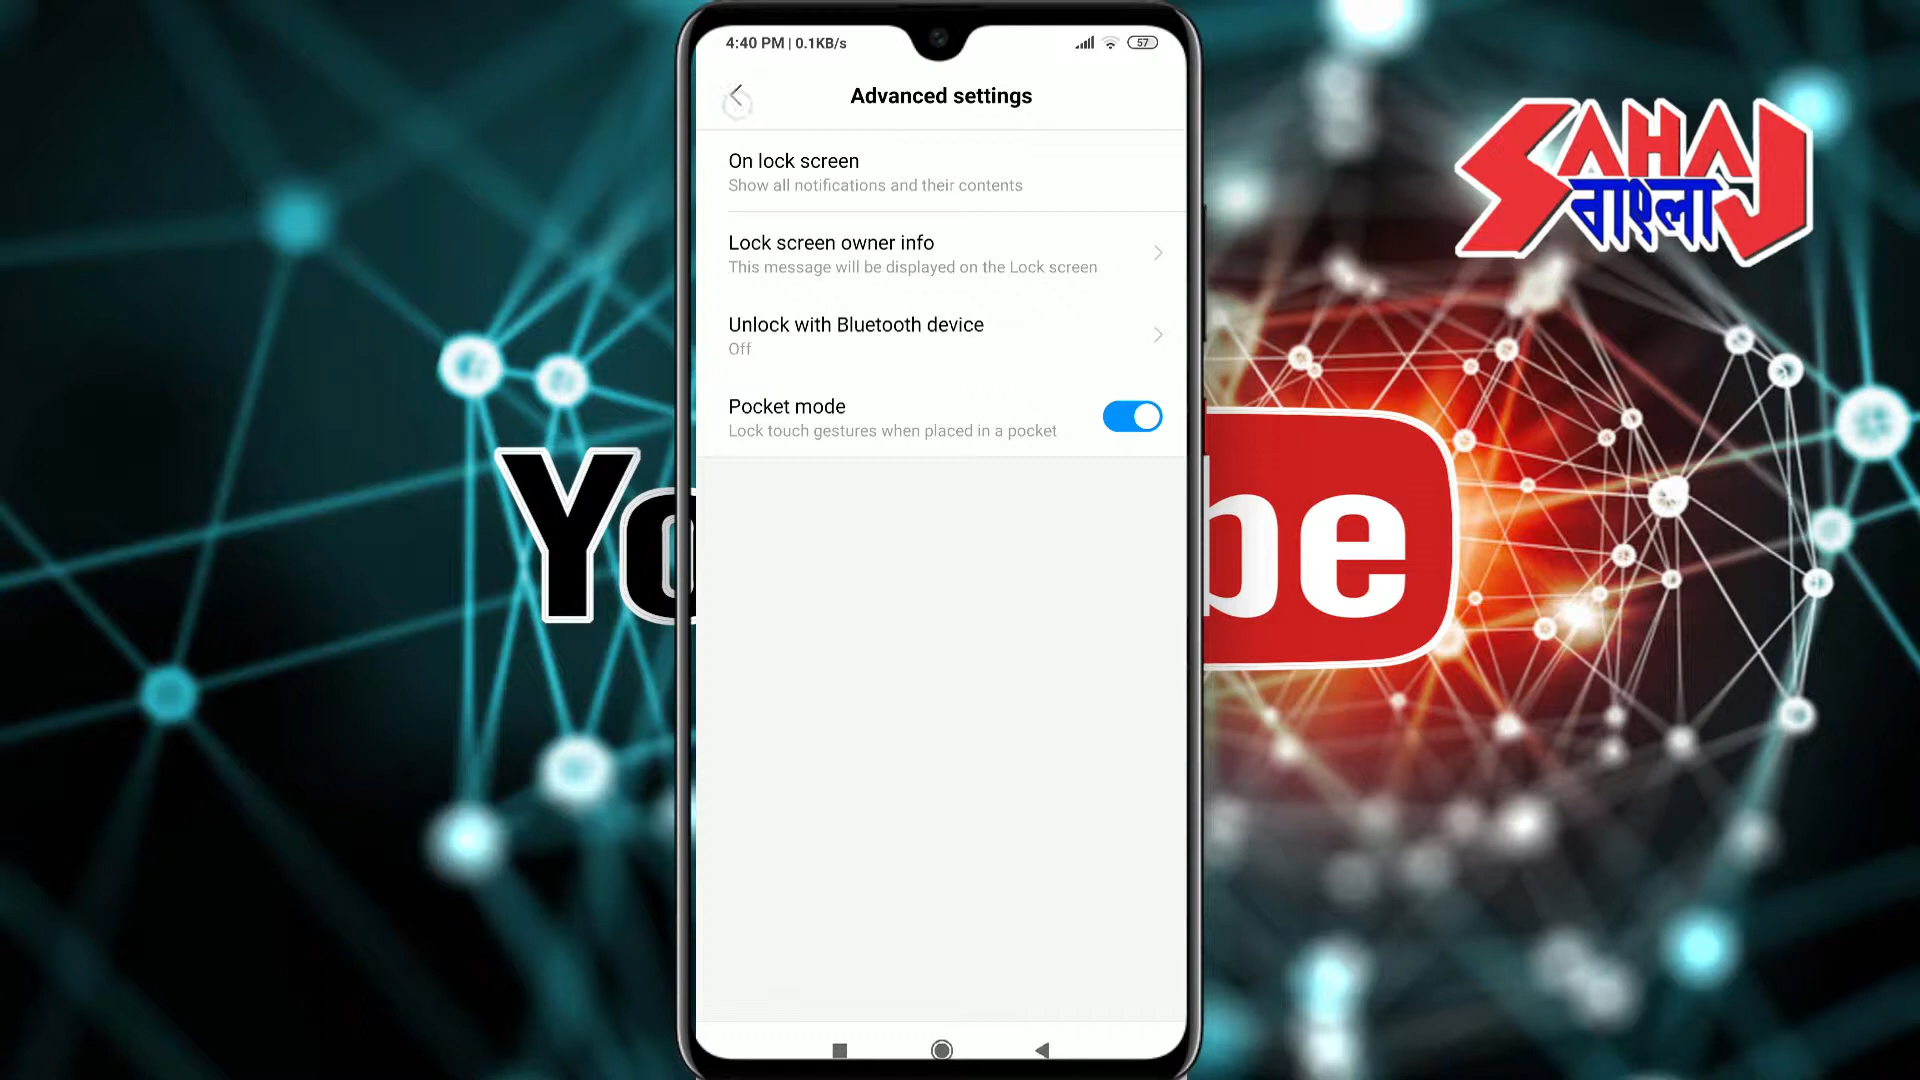 4:40 PM | 0.1KB/s
57
Advanced settings
On lock screen
Show all notifications and their contents
Lock screen owner info
This message will be displayed on the Lock screen
Unlock with Bluetooth device
Off
Pocket mode
Lock touch gestures when placed in a pocket
SAHAJ
বাংলা
Yo
be